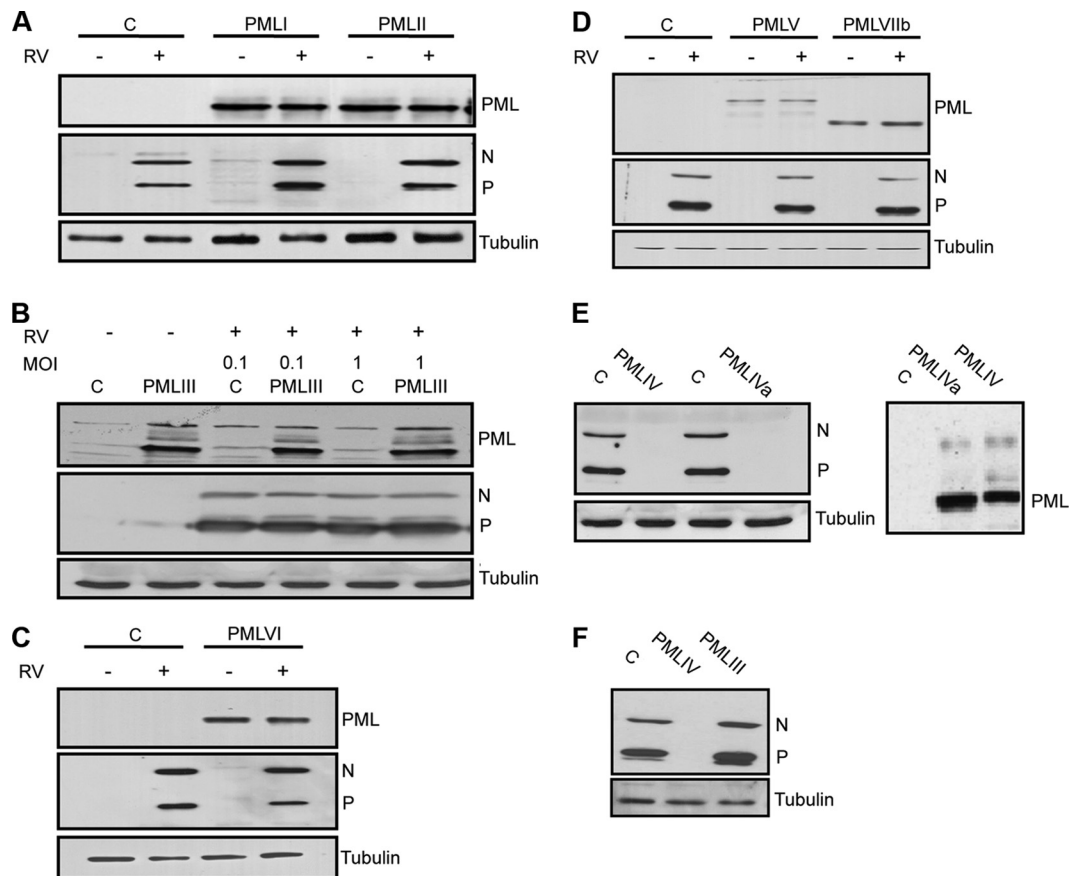 A
C PMLI PMLII
RV - + - + - +
PML
N
P
Tubulin
B
RV - - + + + +
MOI 0.1 0.1 1 1
C PMLIII C PMLIII C PMLIII
PML
N
P
Tubulin
C
C PMLVI
RV - + - +
PML
N
P
Tubulin
D
C PMLV PMLVIIb
RV - + - + - +
PML
N
P
Tubulin
E
C PMLIV C PMLIVa
N
P
Tubulin
C PMLIVa PMLIV
PML
F
C PMLIV PMLIII
N
P
Tubulin